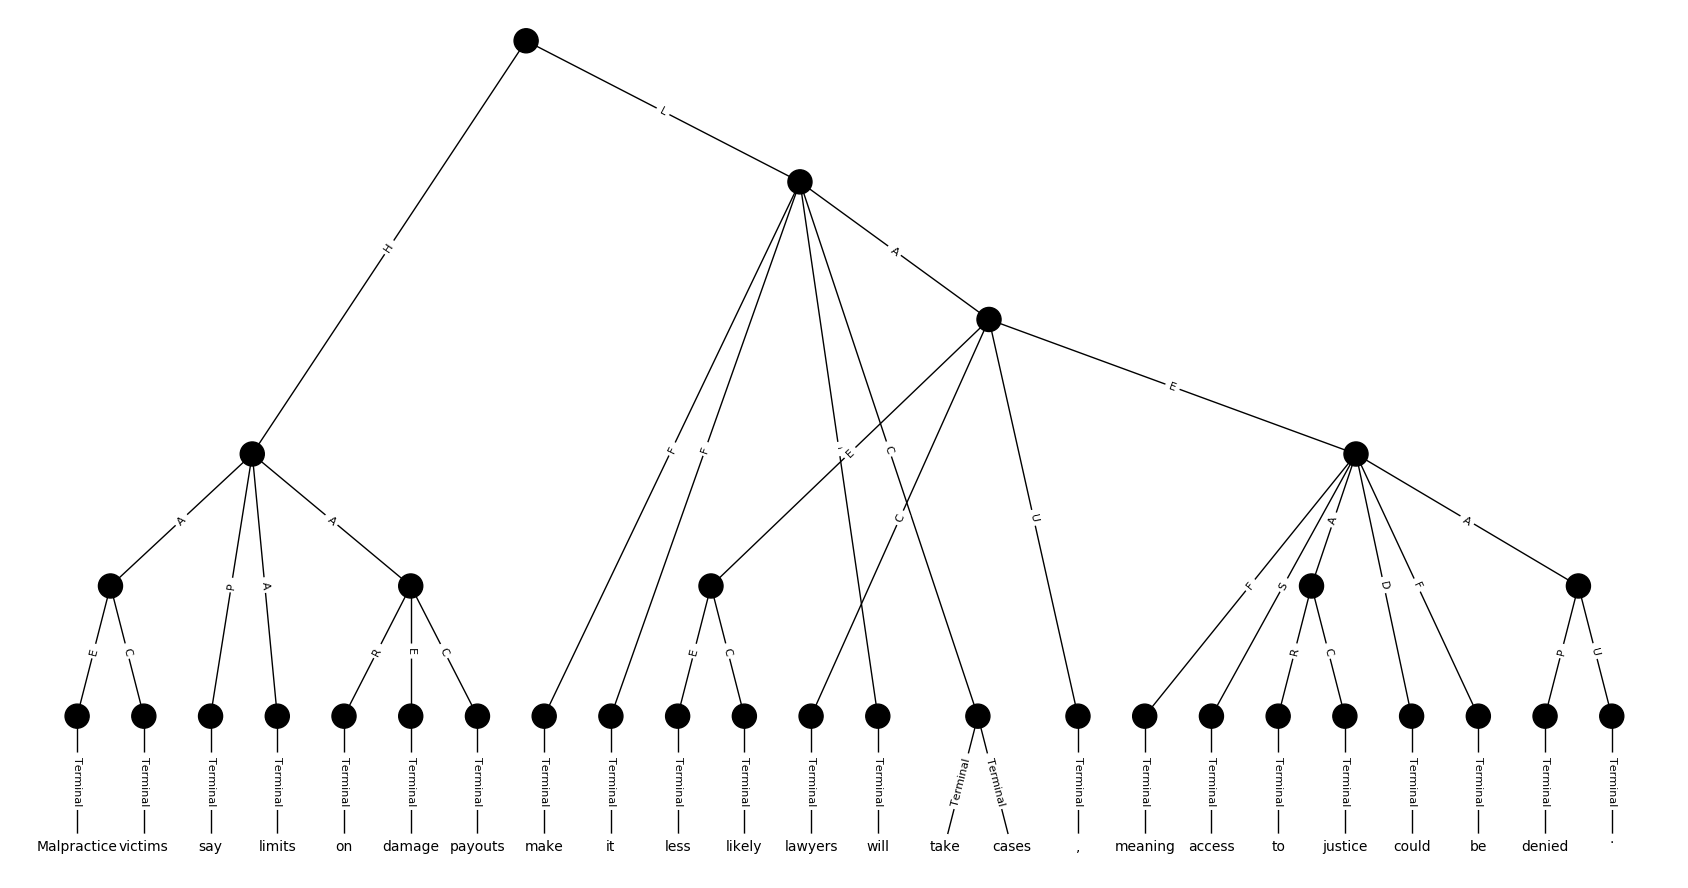 L
H
A
E
F F E C
C U
A A A
P A F S D F
E C R E C E C R C P U
Terminal Terminal Terminal Terminal Terminal Terminal Terminal Terminal Terminal Terminal Terminal Terminal Terminal Terminal Terminal Terminal Terminal Terminal Terminal Terminal Terminal Terminal Terminal Terminal
Malpractice victims say limits on damage payouts make it less likely lawyers will take cases , meaning access to justice could be denied .